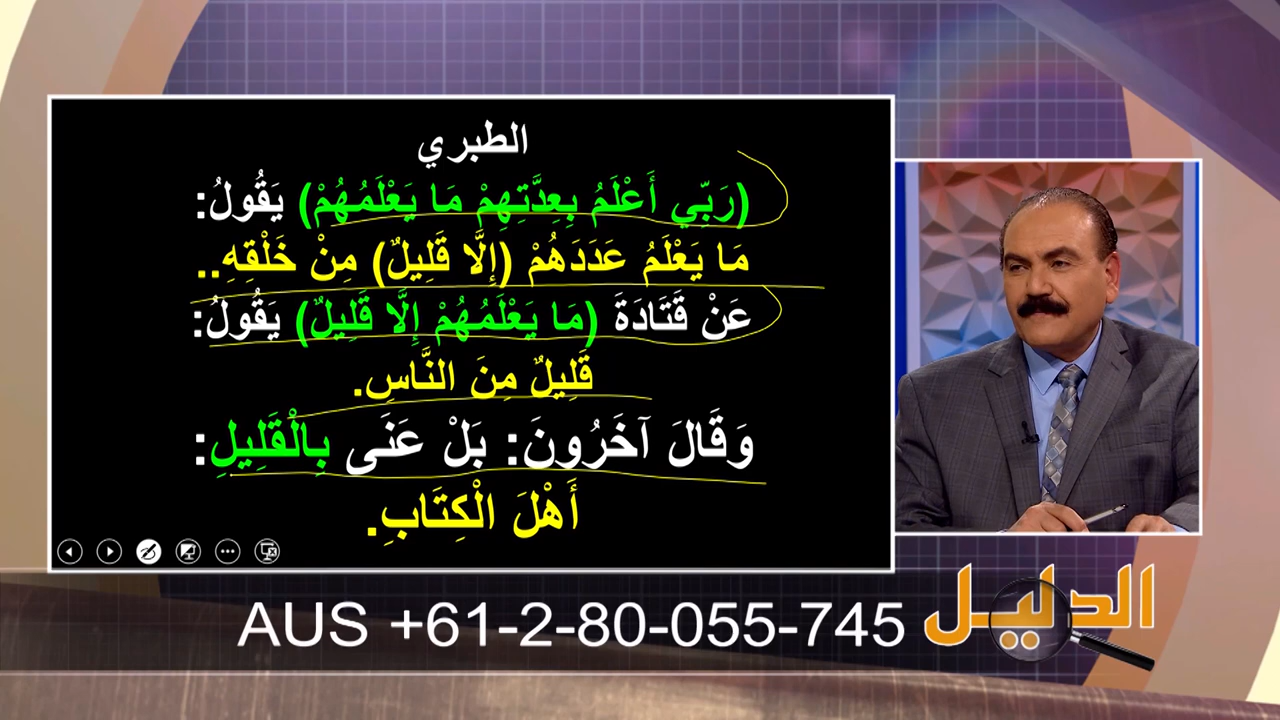 الطبري
(رَبِّي أَعْلَمُ بِعِدَّتِهِمْ مَا يَعْلَمُهُمْ) يَقُولُ:
مَا يَعْلَمُ عَدَدَهُمْ (إِلَّا قَلِيلٌ) مِنْ خَلْقِهِ..
عَنْ قَتَادَةَ (مَا يَعْلَمُهُمْ إِلَّا قَلِيلٌ) يَقُولُ:
قَلِيلٌ مِنَ النَّاسِ.
وَقَالَ آخَرُونَ: بَلْ عَنَى بِالْقَلِيلِ:
أَهْلَ الْكِتَابِ.
الدليل
AUS +61-2-80-055-745